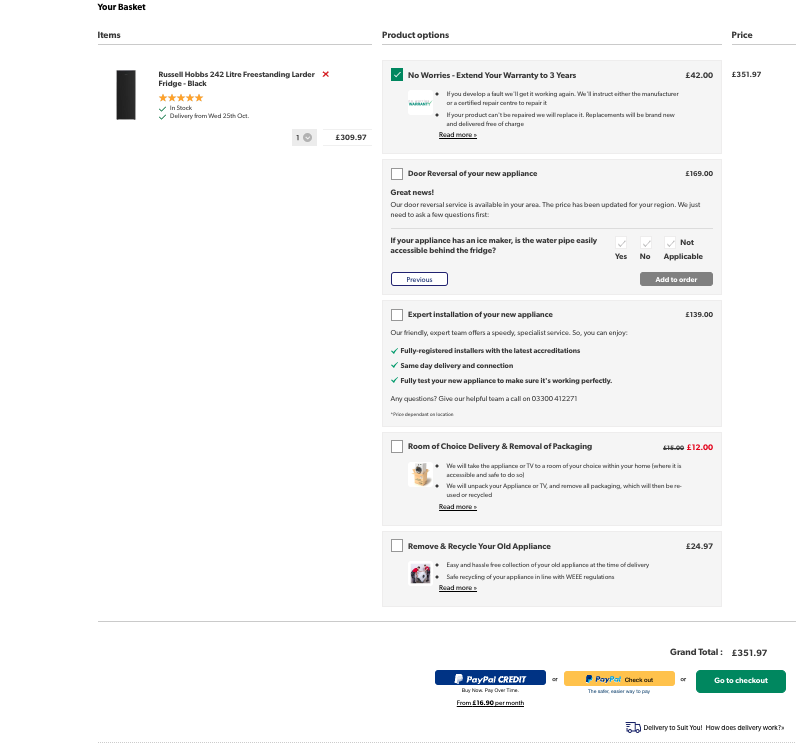 Your Basket
Items
Product options
Price
Russell Hobbs 242 Litre Freestanding Larder
Fridge - Black
In Stock
Delivery from Wed 25th Oct.
1
£309.97
No Worries - Extend Your Warranty to 3 Years
£42.00
£351.97
WARRANTY
If you develop a fault we'll get it working again. We'll instruct either the manufacturer
or a certified repair centre to repair it
If your product can't be repaired we will replace it. Replacements will be brand new
and delivered free of charge
Read more »
Door Reversal of your new appliance
£169.00
Great news!
Our door reversal service is available in your area. The price has been updated for your region. We just
need to ask a few questions first:
If your appliance has an ice maker, is the water pipe easily
accessible behind the fridge?
Yes
No
Not
Applicable
Previous
Add to order
Expert installation of your new appliance
£139.00
Our friendly, expert team offers a speedy, specialist service. So, you can enjoy:
Fully-registered installers with the latest accreditations
Same day delivery and connection
Fully test your new appliance to make sure it's working perfectly.
Any questions? Give our helpful team a call on 03300 412271
*Price dependant on location
Room of Choice Delivery & Removal of Packaging
£15.00 £12.00
We will take the appliance or TV to a room of your choice within your home (where it is
accessible and safe to do so)
We will unpack your Appliance or TV, and remove all packaging, which will then be re-
used or recycled
Read more »
Remove & Recycle Your Old Appliance
£24.97
Easy and hassle free collection of your old appliance at the time of delivery
Safe recycling of your appliance in line with WEEE regulations
Read more »
Grand Total : £351.97
PayPal CREDIT
or
PayPal Check out
or
Go to checkout
Buy Now. Pay Over Time.
The safer, easier way to pay
From £16.90 per month
Delivery to Suit You! How does delivery work?»